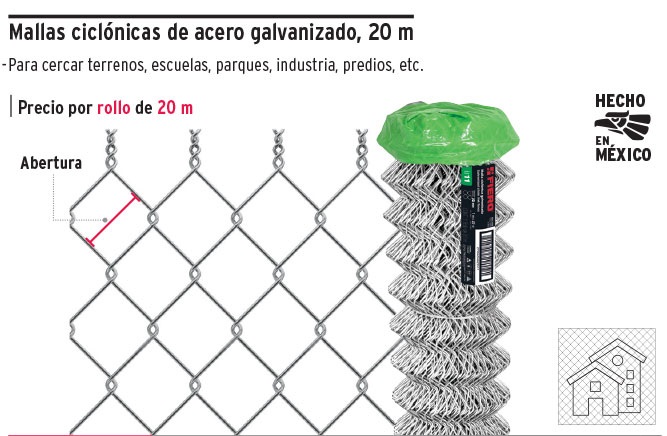 Mallas ciclónicas de acero galvanizado, 20 m
-Para cercar terrenos, escuelas, parques, industria, predios, etc.
Precio por rollo de 20 m
Abertura
HECHO
EN
MÉXICO
FIERO